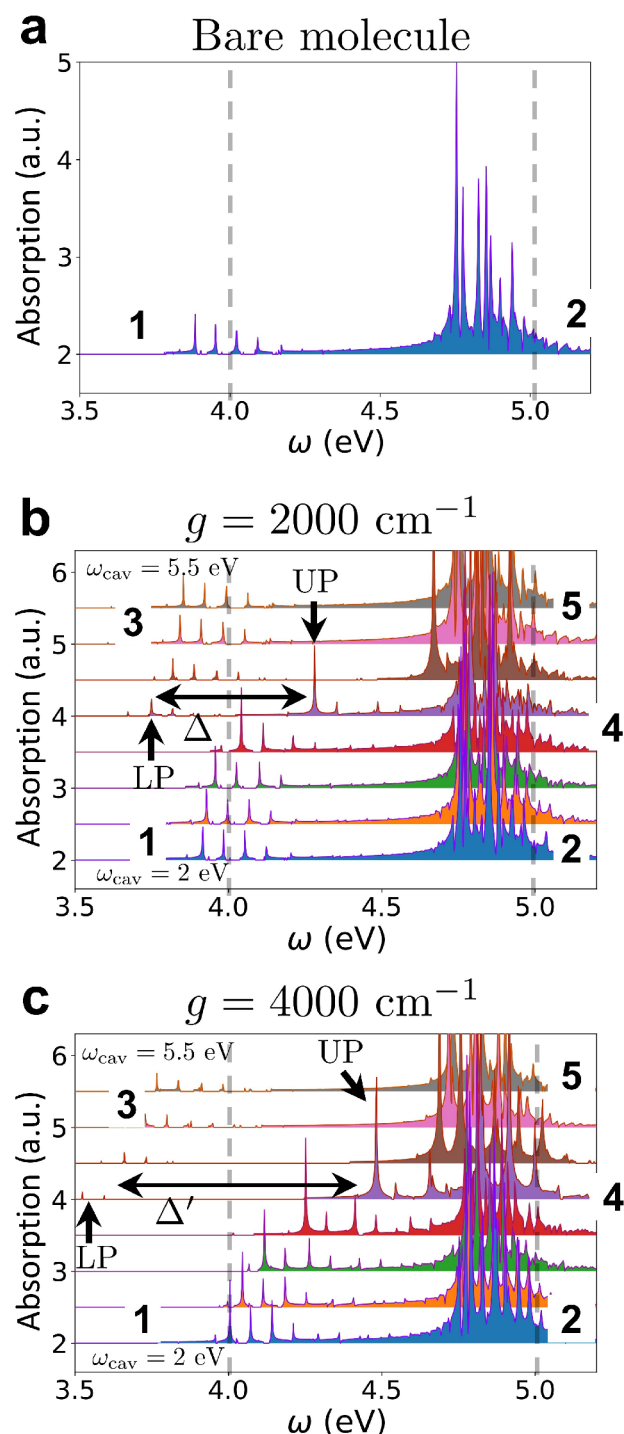 a
Bare molecule
Absorption (a.u.)
5
4
3
2
1
2
3.5 4.0 4.5 5.0
ω (eV)
b
g = 2000 cm⁻¹
Absorption (a.u.)
6
5
4
3
2
ω_cav = 5.5 eV
UP
3
5
Δ
4
LP
1
2
ω_cav = 2 eV
3.5 4.0 4.5 5.0
ω (eV)
c
g = 4000 cm⁻¹
Absorption (a.u.)
6
5
4
3
2
ω_cav = 5.5 eV
UP
3
5
Δ′
4
LP
1
2
ω_cav = 2 eV
3.5 4.0 4.5 5.0
ω (eV)